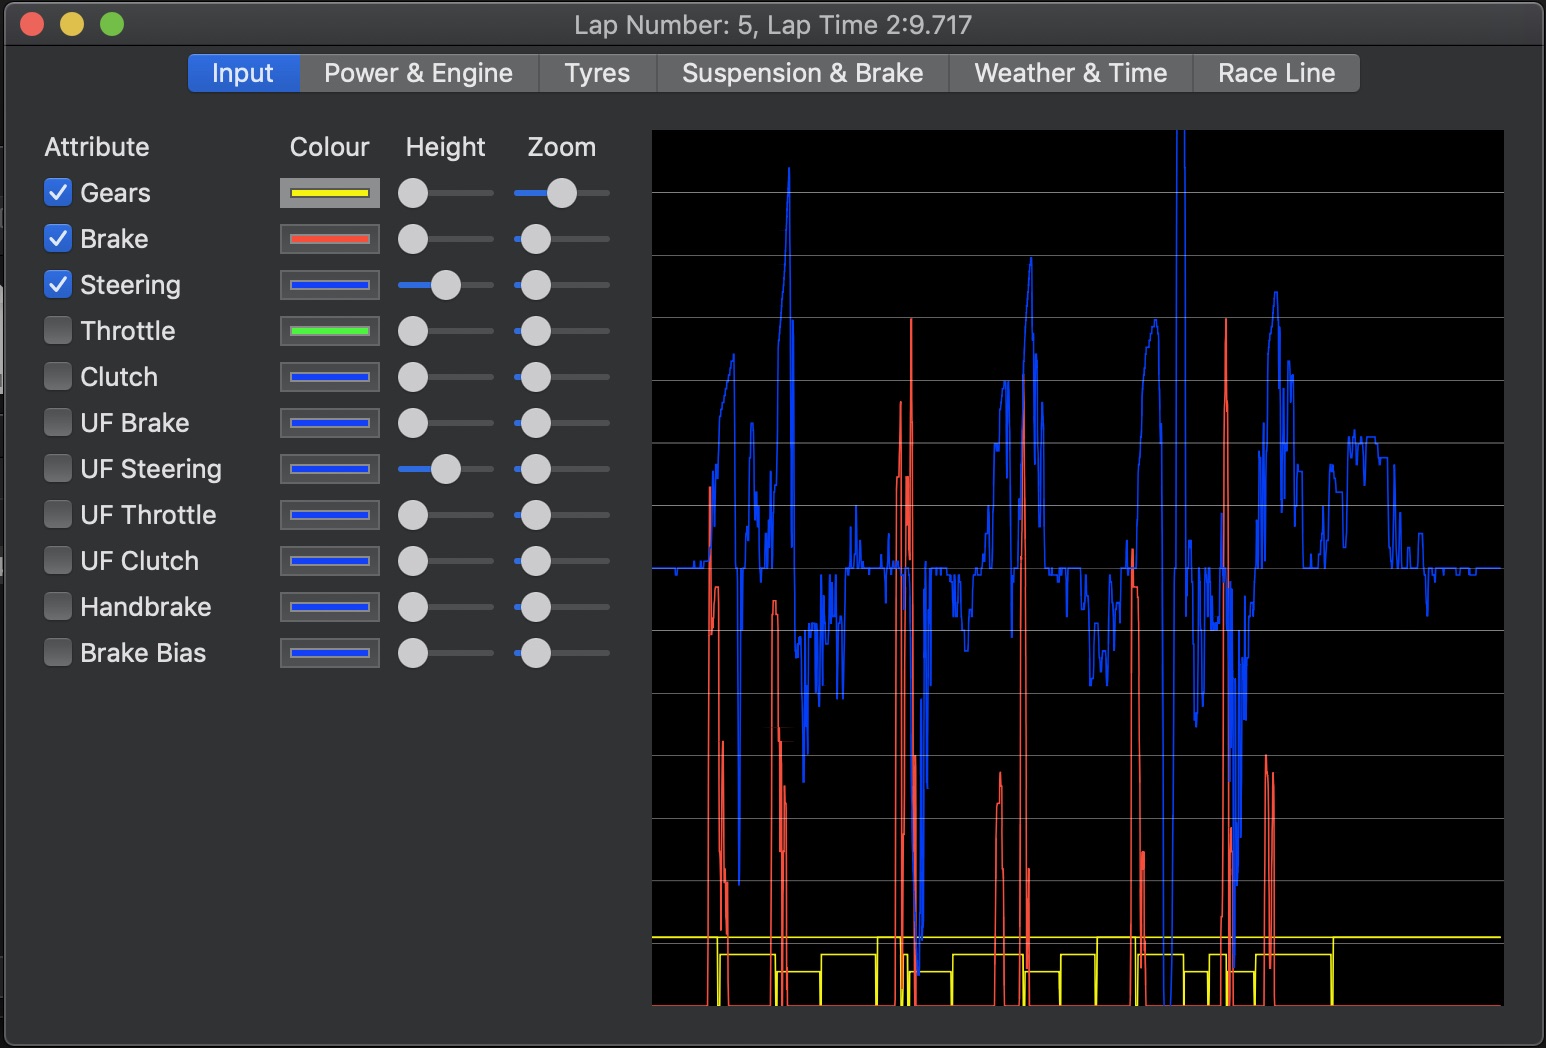 Lap Number: 5, Lap Time 2:9.717
Input Power & Engine Tyres Suspension & Brake Weather & Time Race Line
Attribute Colour Height Zoom
Gears
Brake
Steering
Throttle
Clutch
UF Brake
UF Steering
UF Throttle
UF Clutch
Handbrake
Brake Bias